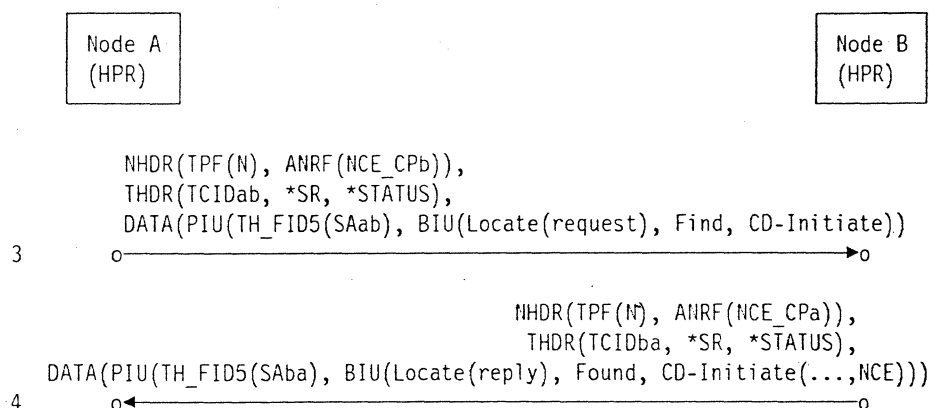 Node A
(HPR)
Node B
(HPR)
NHDR(TPF(N), ANRF(NCE_CPb)),
THDR(TCIDab, *SR, *STATUS),
DATA(PIU(TH_FID5(SAab), BIU(Locate(request), Find, CD-Initiate))
3
NHDR(TPF(N), ANRF(NCE_CPa)),
THDR(TCIDba, *SR, *STATUS),
DATA(PIU(TH_FID5(SAba), BIU(Locate(reply), Found, CD-Initiate(...,NCE)))
4